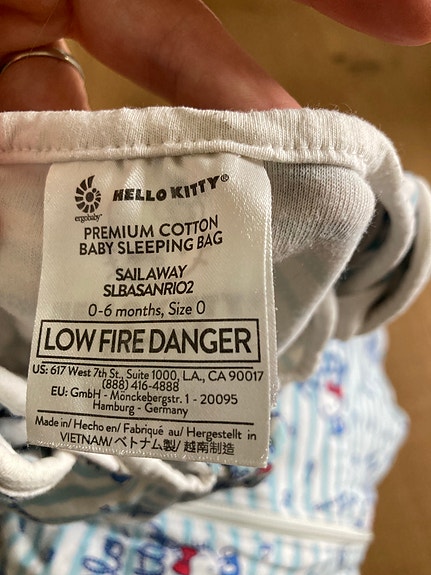 ergobaby
HELLO KITTY®
PREMIUM COTTON
BABY SLEEPING BAG
SAIL AWAY
SLBASANRIO2
0-6 months, Size 0
LOW FIRE DANGER
US: 617 West 7th St., Suite 1000, L.A., CA 90017
(888) 416-4888
EU: GmbH - Mönckebergstr. 1 - 20095
Hamburg - Germany
Made in/ Hecho en/ Fabriqué au/ Hergestellt in
VIETNAM/ベトナム製/ 越南制造